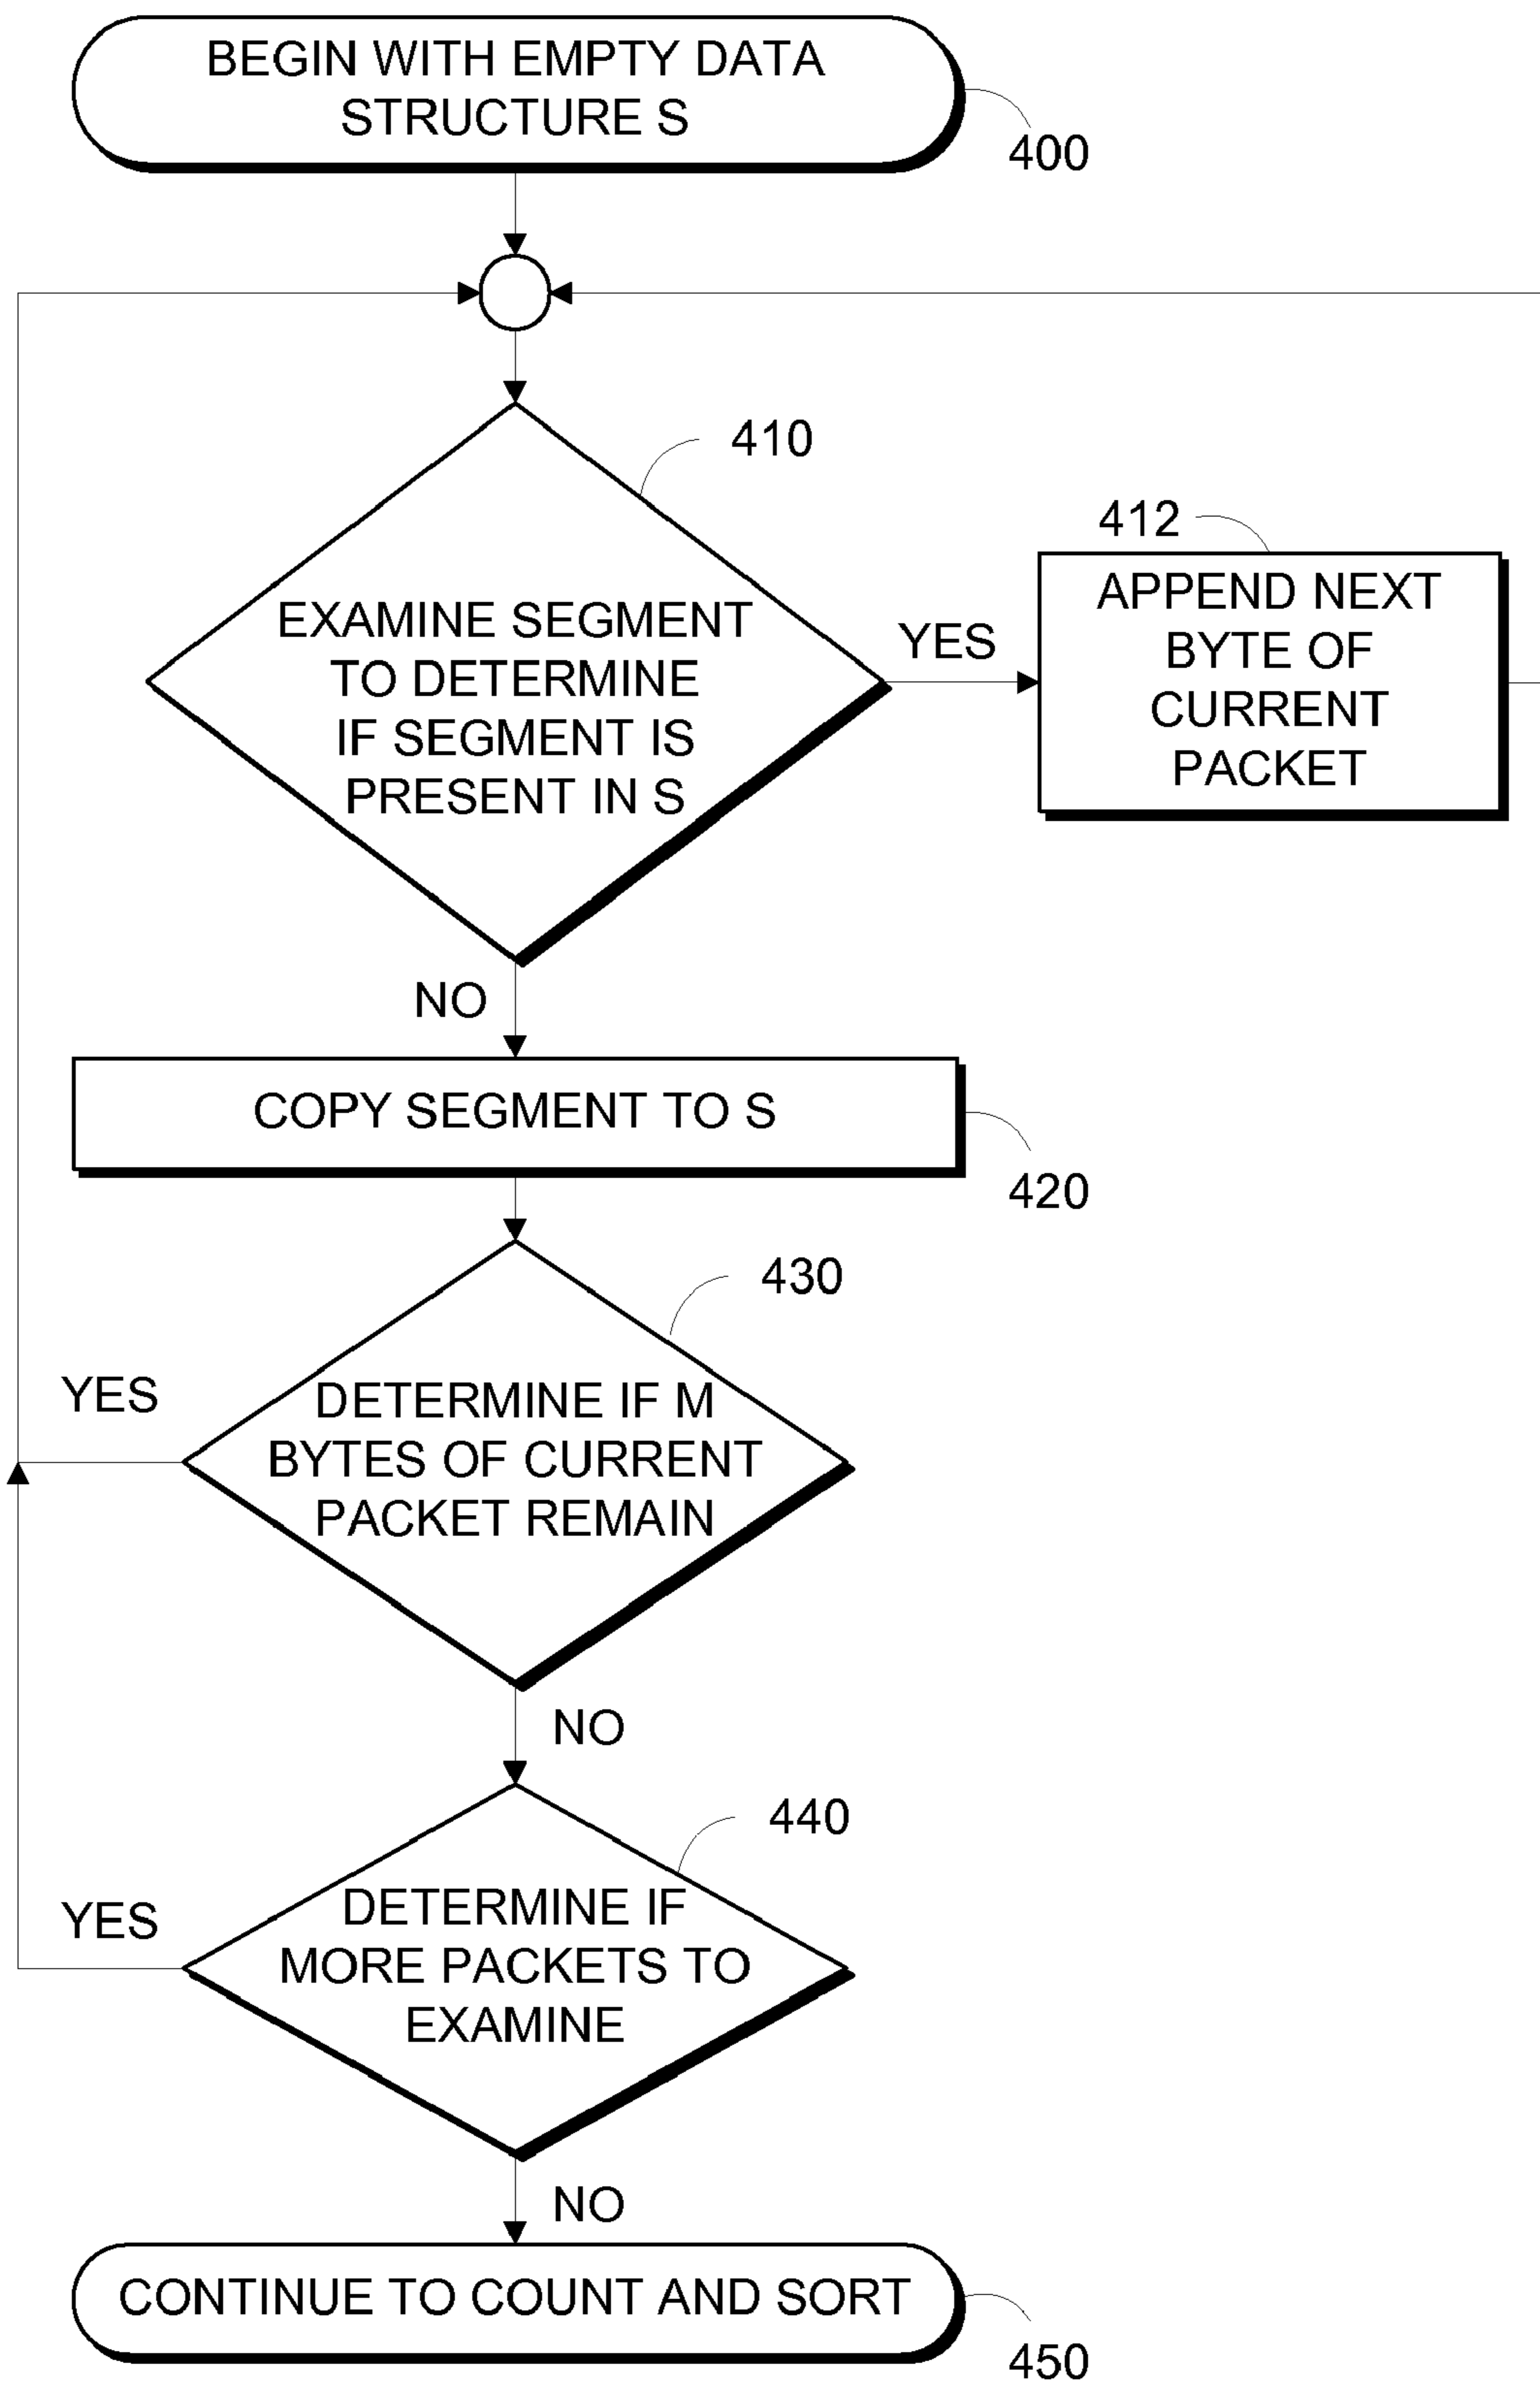 BEGIN WITH EMPTY DATA
STRUCTURE S
400
410
EXAMINE SEGMENT
TO DETERMINE
IF SEGMENT IS
PRESENT IN S
YES
412
APPEND NEXT
BYTE OF
CURRENT
PACKET
NO
COPY SEGMENT TO S
420
430
DETERMINE IF M
BYTES OF CURRENT
PACKET REMAIN
YES
NO
440
DETERMINE IF
MORE PACKETS TO
EXAMINE
YES
NO
CONTINUE TO COUNT AND SORT
450